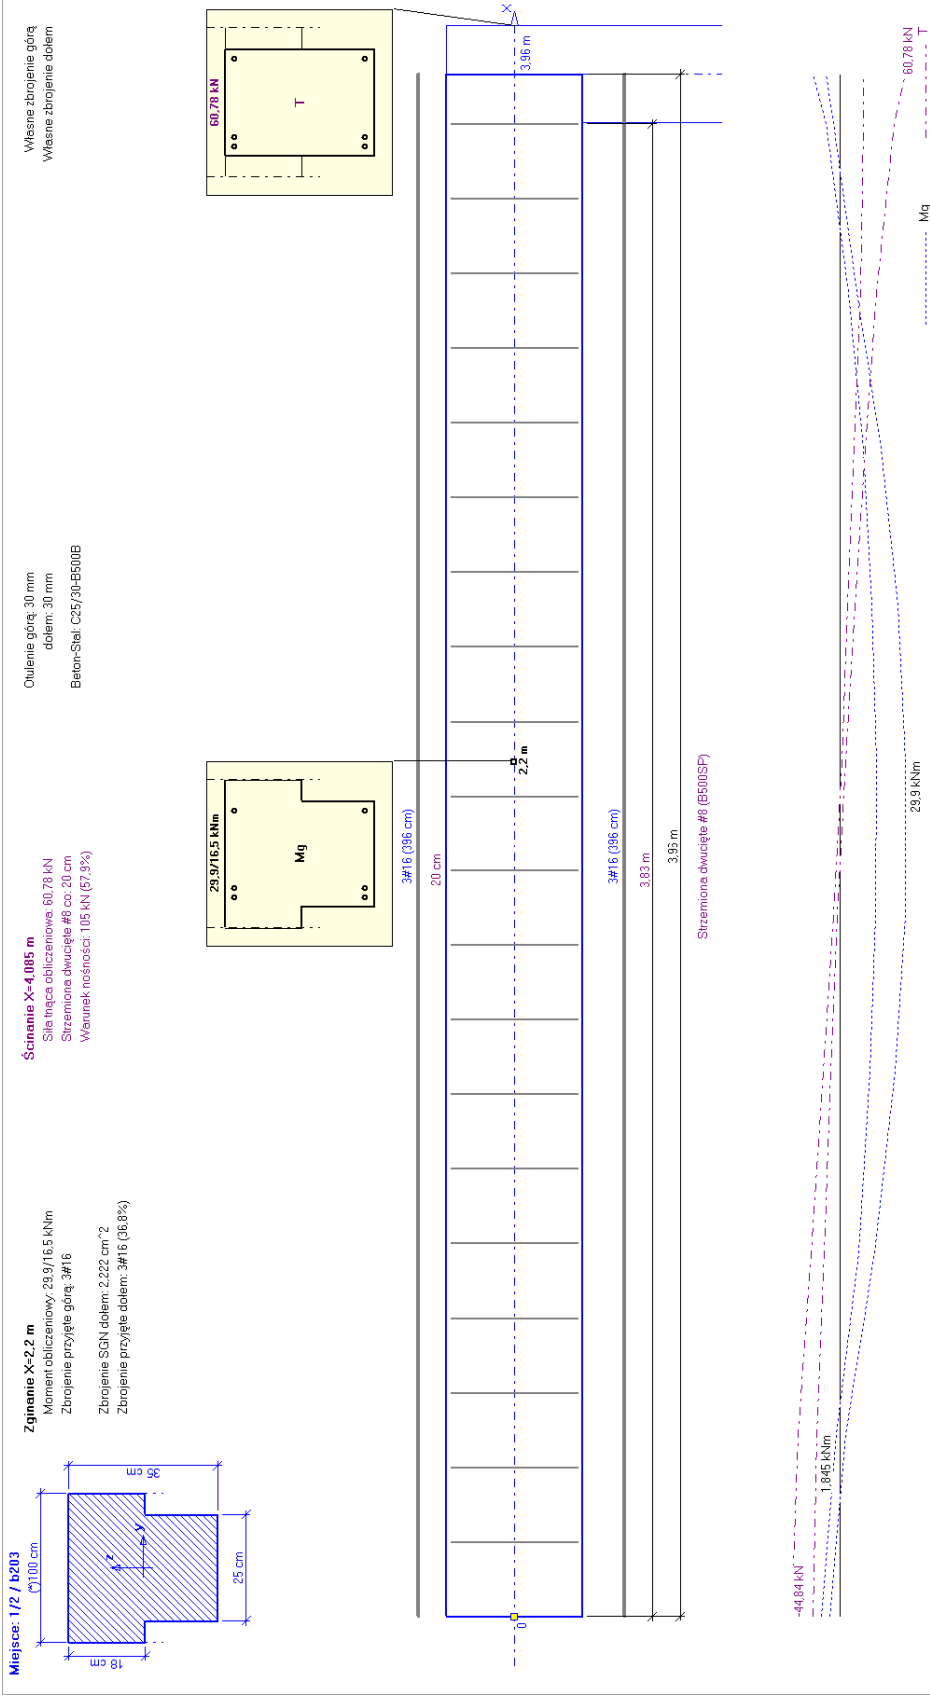 Miejsce: 1/2 / b203
(*)100 cm
18 cm
35 cm
25 cm
z
y
Zginanie X=2,2 m
Moment obliczeniowy: 29,9/16,5 kNm
Zbrojenie przyjęte górą: 3#16
Zbrojenie SGN dołem: 2,222 cm^2
Zbrojenie przyjęte dołem: 3#16 (36,8%)
Ścinanie X=4,085 m
Siła tnąca obliczeniowa: 60,78 kN
Strzemiona dwucięte #8 co: 20 cm
Warunek nośności: 105 kN (57,9%)
Otulenie górą: 30 mm
dołem: 30 mm
Beton-Stal: C25/30-B500B
Własne zbrojenie górą
Własne zbrojenie dołem
29,9/16,5 kNm
Mg
60,78 kN
T
3#16 (396 cm)
20 cm
0
2,2 m
3,96 m
X
3#16 (396 cm)
3,83 m
3,96 m
Strzemiona dwucięte #8 (B500SP)
-44,84 kN
1,845 kNm
29,9 kNm
60,78 kN
Mg
T